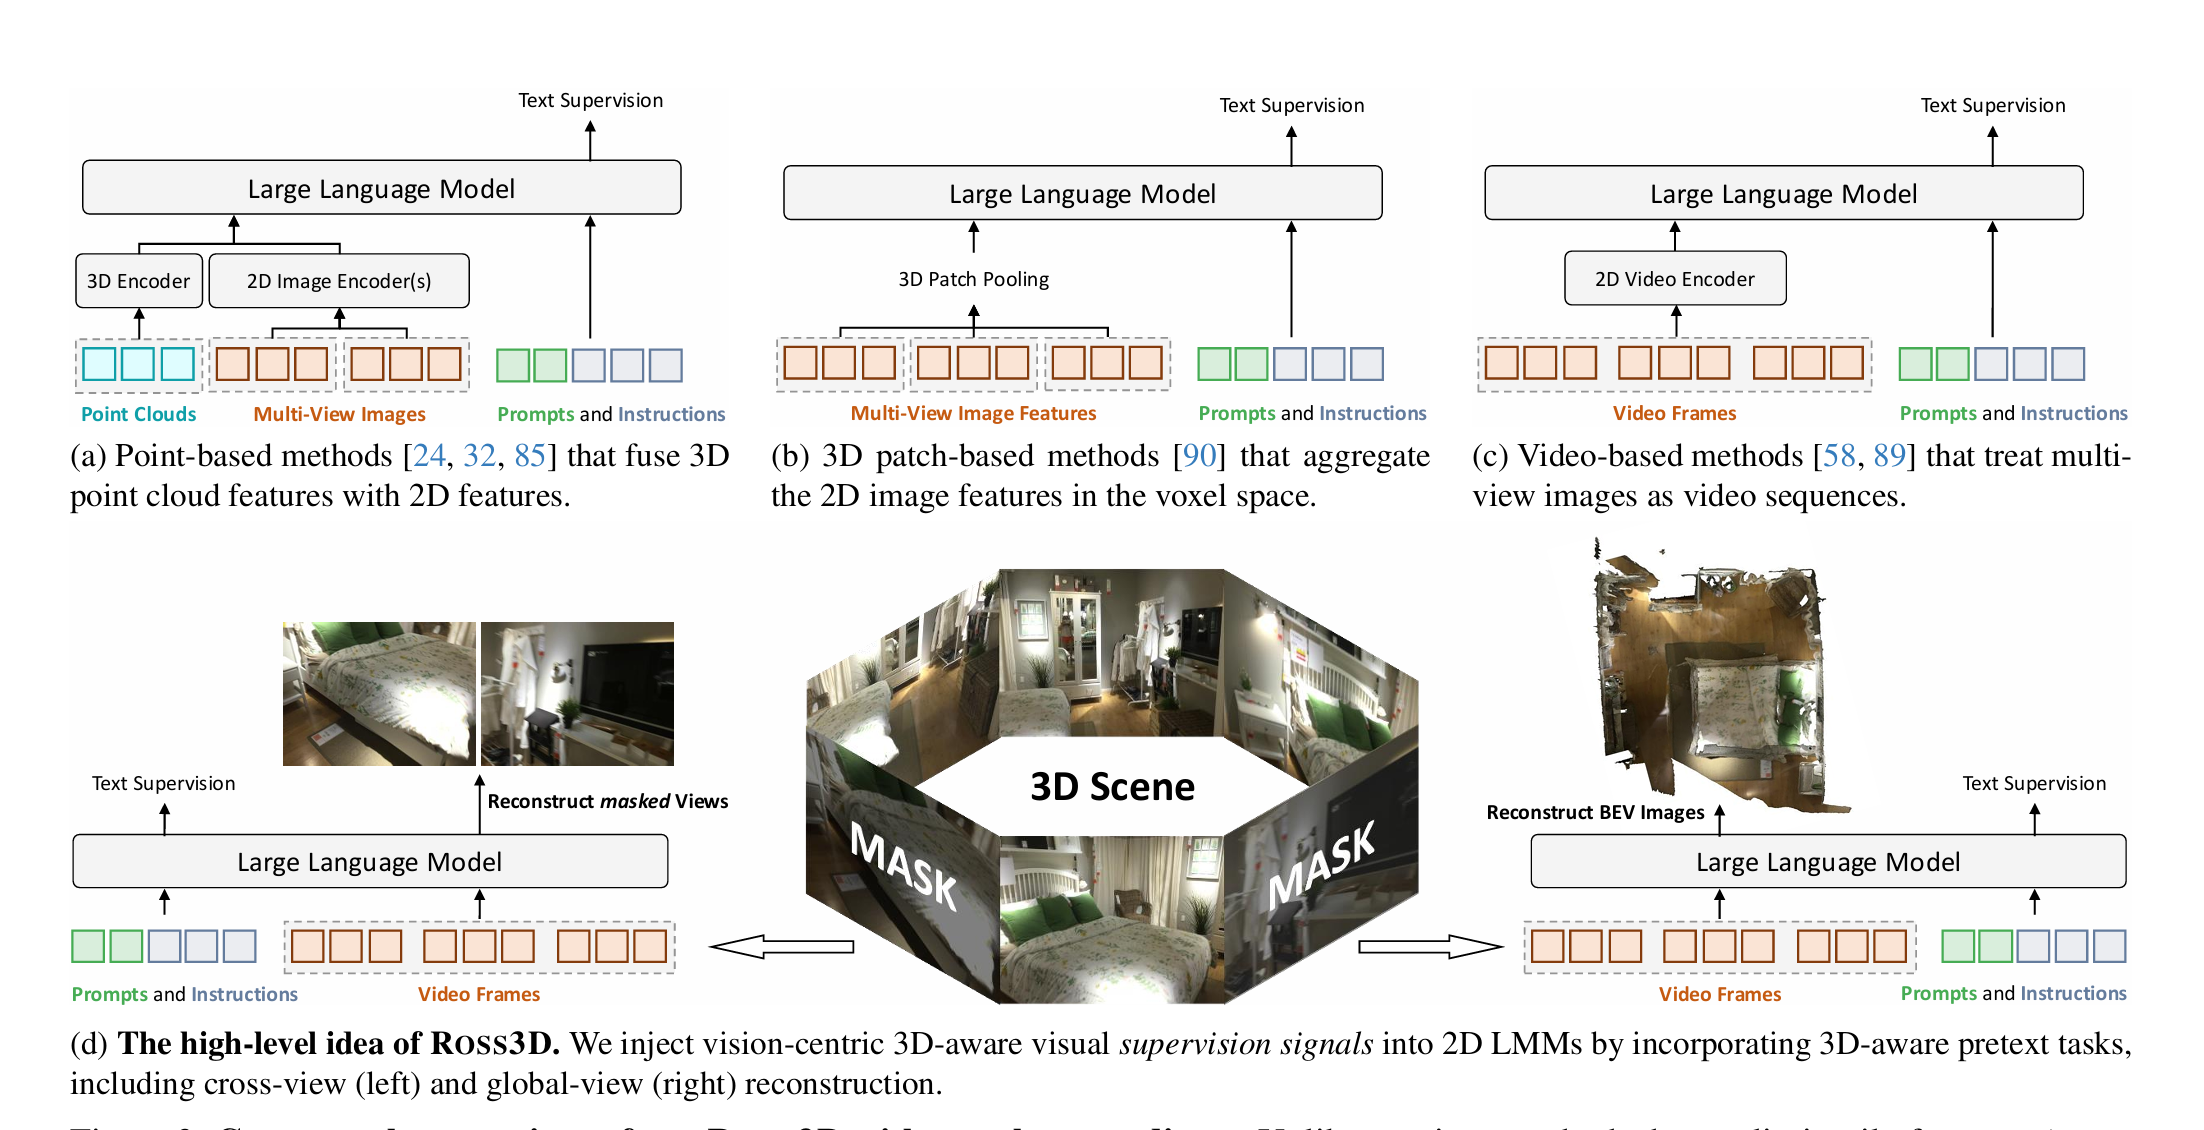 Text Supervision
Large Language Model
3D Encoder
2D Image Encoder(s)
Point Clouds
Multi-View Images
Prompts and Instructions
(a) Point-based methods [24, 32, 85] that fuse 3D
point cloud features with 2D features.
Text Supervision
Large Language Model
3D Patch Pooling
Multi-View Image Features
Prompts and Instructions
(b) 3D patch-based methods [90] that aggregate
the 2D image features in the voxel space.
Text Supervision
Large Language Model
2D Video Encoder
Video Frames
Prompts and Instructions
(c) Video-based methods [58, 89] that treat multi-
view images as video sequences.
Text Supervision
Reconstruct masked Views
Large Language Model
Prompts and Instructions
Video Frames
3D Scene
MASK
MASK
Reconstruct BEV Images
Text Supervision
Large Language Model
Video Frames
Prompts and Instructions
(d) The high-level idea of ROSS3D. We inject vision-centric 3D-aware visual supervision signals into 2D LMMs by incorporating 3D-aware pretext tasks,
including cross-view (left) and global-view (right) reconstruction.